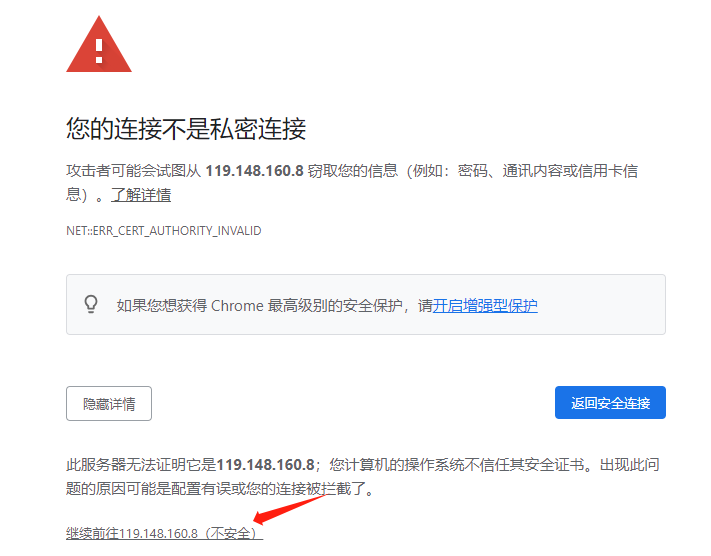 您的连接不是私密连接
攻击者可能会试图从 119.148.160.8 窃取您的信息（例如：密码、通讯内容或信用卡信
息）。了解详情
NET::ERR_CERT_AUTHORITY_INVALID
如果您想获得 Chrome 最高级别的安全保护，请开启增强型保护
隐藏详情
返回安全连接
此服务器无法证明它是119.148.160.8；您计算机的操作系统不信任其安全证书。出现此问
题的原因可能是配置有误或您的连接被拦截了。
继续前往119.148.160.8（不安全）